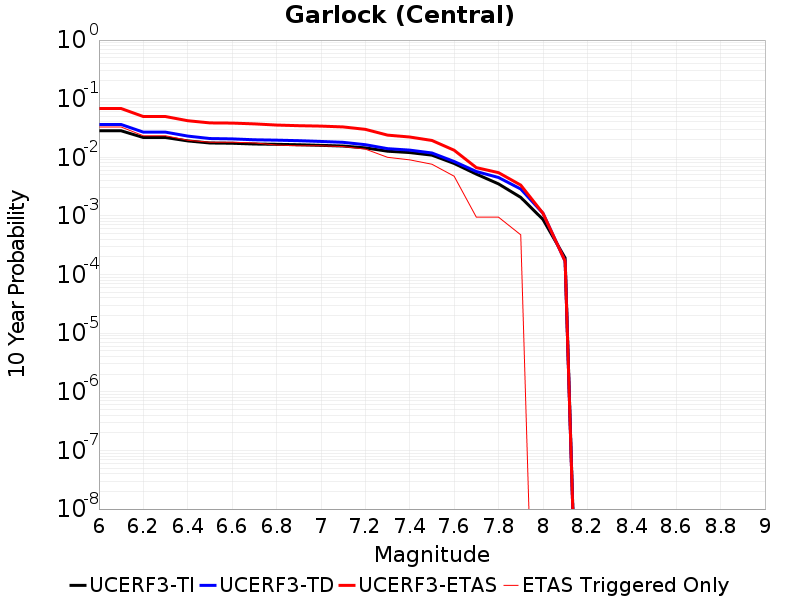 Garlock (Central)
10^0
10^-1
10^-2
10^-3
10^-4
10^-5
10^-6
10^-7
10^-8
10 Year Probability
6 6.2 6.4 6.6 6.8 7 7.2 7.4 7.6 7.8 8 8.2 8.4 8.6 8.8 9
Magnitude
UCERF3-TI UCERF3-TD UCERF3-ETAS ETAS Triggered Only